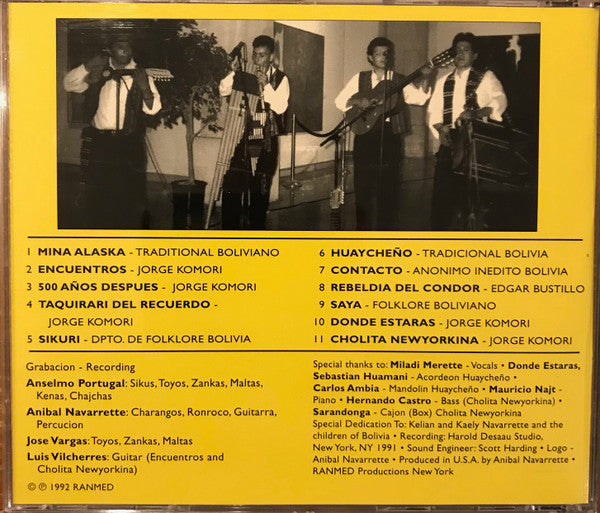 1 MINA ALASKA - TRADITIONAL BOLIVIANO
2 ENCUENTROS - JORGE KOMORI
3 500 AÑOS DESPUES - JORGE KOMORI
4 TAQUIRARI DEL RECUERDO -
JORGE KOMORI
5 SIKURI - DPTO. DE FOLKLORE BOLIVIA
6 HUAYCHEÑO - TRADICIONAL BOLIVIA
7 CONTACTO - ANONIMO INEDITO BOLIVIA
8 REBELDIA DEL CONDOR - EDGAR BUSTILLO
9 SAYA - FOLKLORE BOLIVIANO
10 DONDE ESTARAS - JORGE KOMORI
11 CHOLITA NEWYORKINA - JORGE KOMORI
Grabacion - Recording
Anselmo Portugal: Sikus, Toyos, Zankas, Maltas,
Kenas, Chajchas
Anibal Navarrette: Charangos, Ronroco, Guitarra,
Percucion
Jose Vargas: Toyos, Zankas, Maltas
Luis Vilcherres: Guitar (Encuentros and
Cholita Newyorkina)
© ℗ 1992 RANMED
Special thanks to: Miladi Merette - Vocals • Donde Estaras,
Sebastian Huamani - Acordeon Huaycheño •
Carlos Ambia - Mandolin Huaycheño • Mauricio Najt -
Piano • Hernando Castro - Bass (Cholita Newyorkina) •
Sarandonga - Cajon (Box) Cholita Newyorkina
Special Dedication To: Kelian and Kaely Navarrette and
the children of Bolivia • Recording: Harold Desaau Studio,
New York, NY 1991 • Sound Engineer: Scott Harding • Logo -
Anibal Navarrette • Produced in U.S.A. by Anibal Navarrette •
RANMED Productions New York